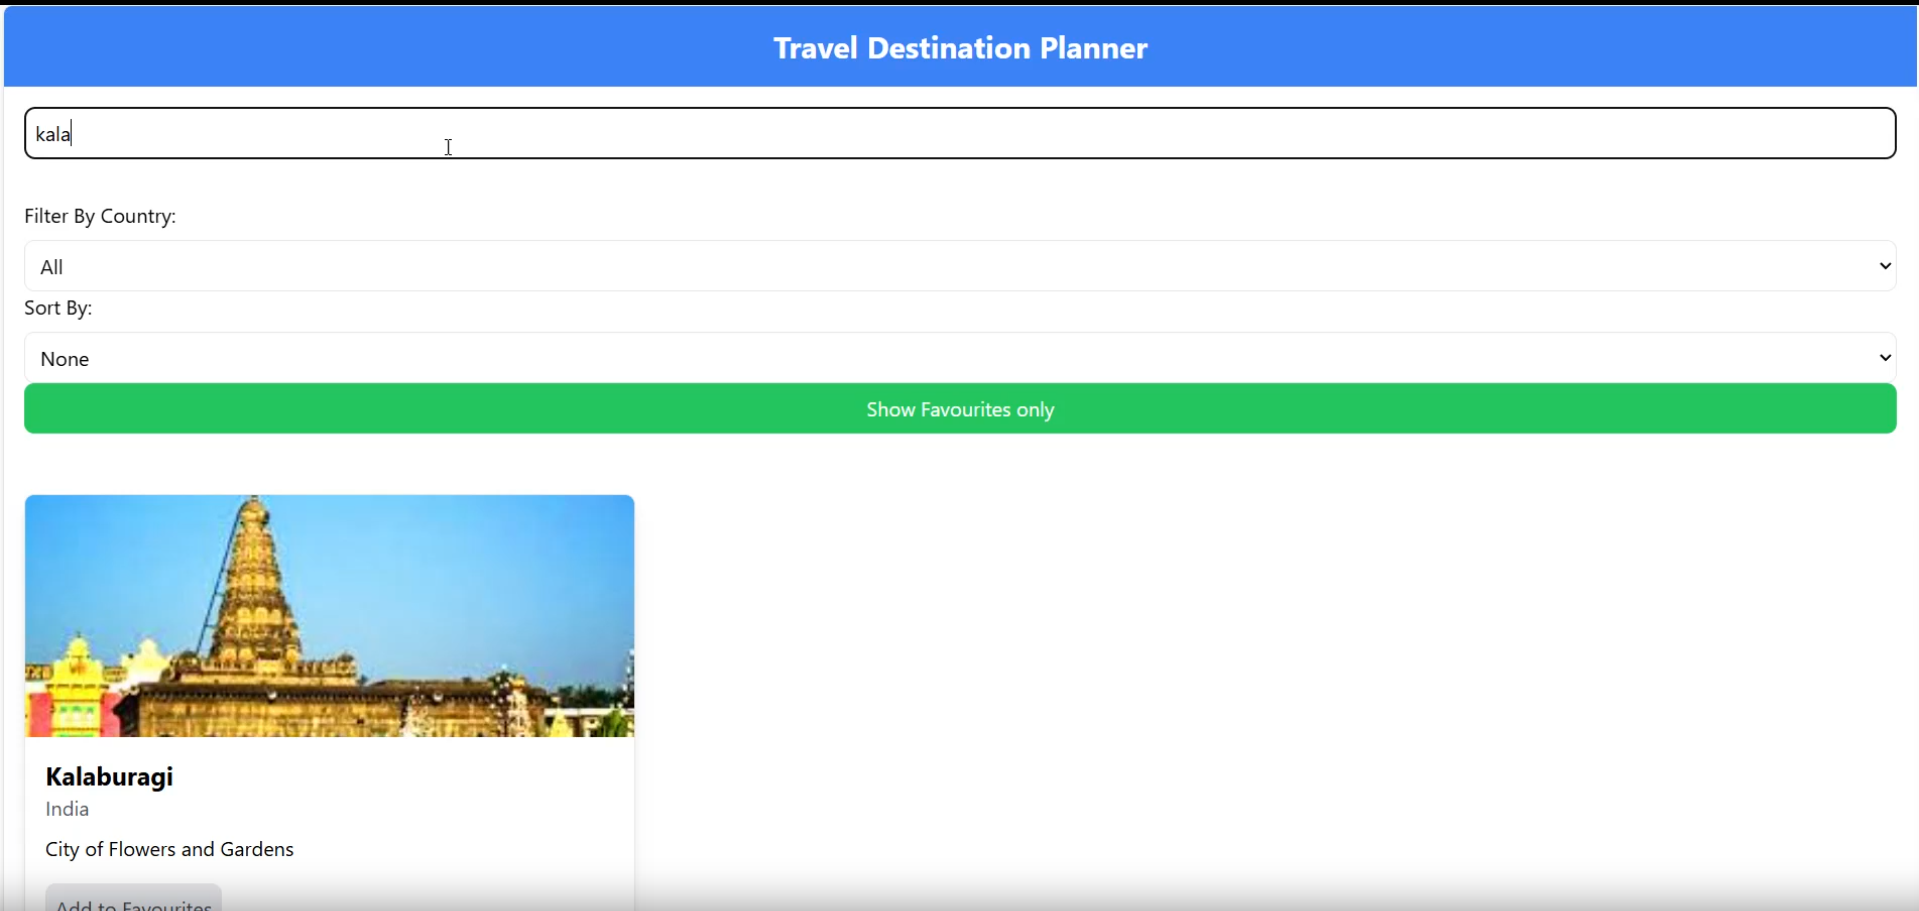 Travel Destination Planner
kala
Filter By Country:
All
Sort By:
None
Show Favourites only
Kalaburagi
India
City of Flowers and Gardens
Add to Favourites